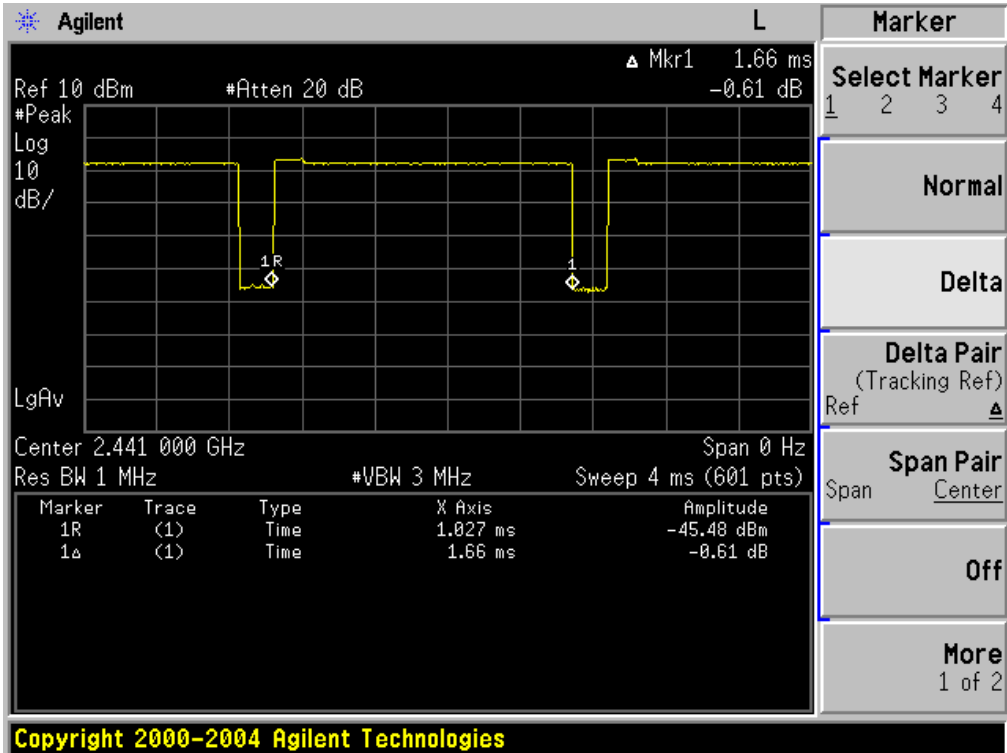 Agilent L
Δ Mkr1 1.66 ms
Ref 10 dBm #Atten 20 dB -0.61 dB
#Peak
Log
10
dB/
1R
1
LgAv
Center 2.441 000 GHz Span 0 Hz
Res BW 1 MHz #VBW 3 MHz Sweep 4 ms (601 pts)
Marker Trace Type X Axis Amplitude
1R (1) Time 1.027 ms -45.48 dBm
1Δ (1) Time 1.66 ms -0.61 dB
Marker
Select Marker
1 2 3 4
Normal
Delta
Delta Pair
(Tracking Ref)
Ref Δ
Span Pair
Span Center
Off
More
1 of 2
Copyright 2000-2004 Agilent Technologies